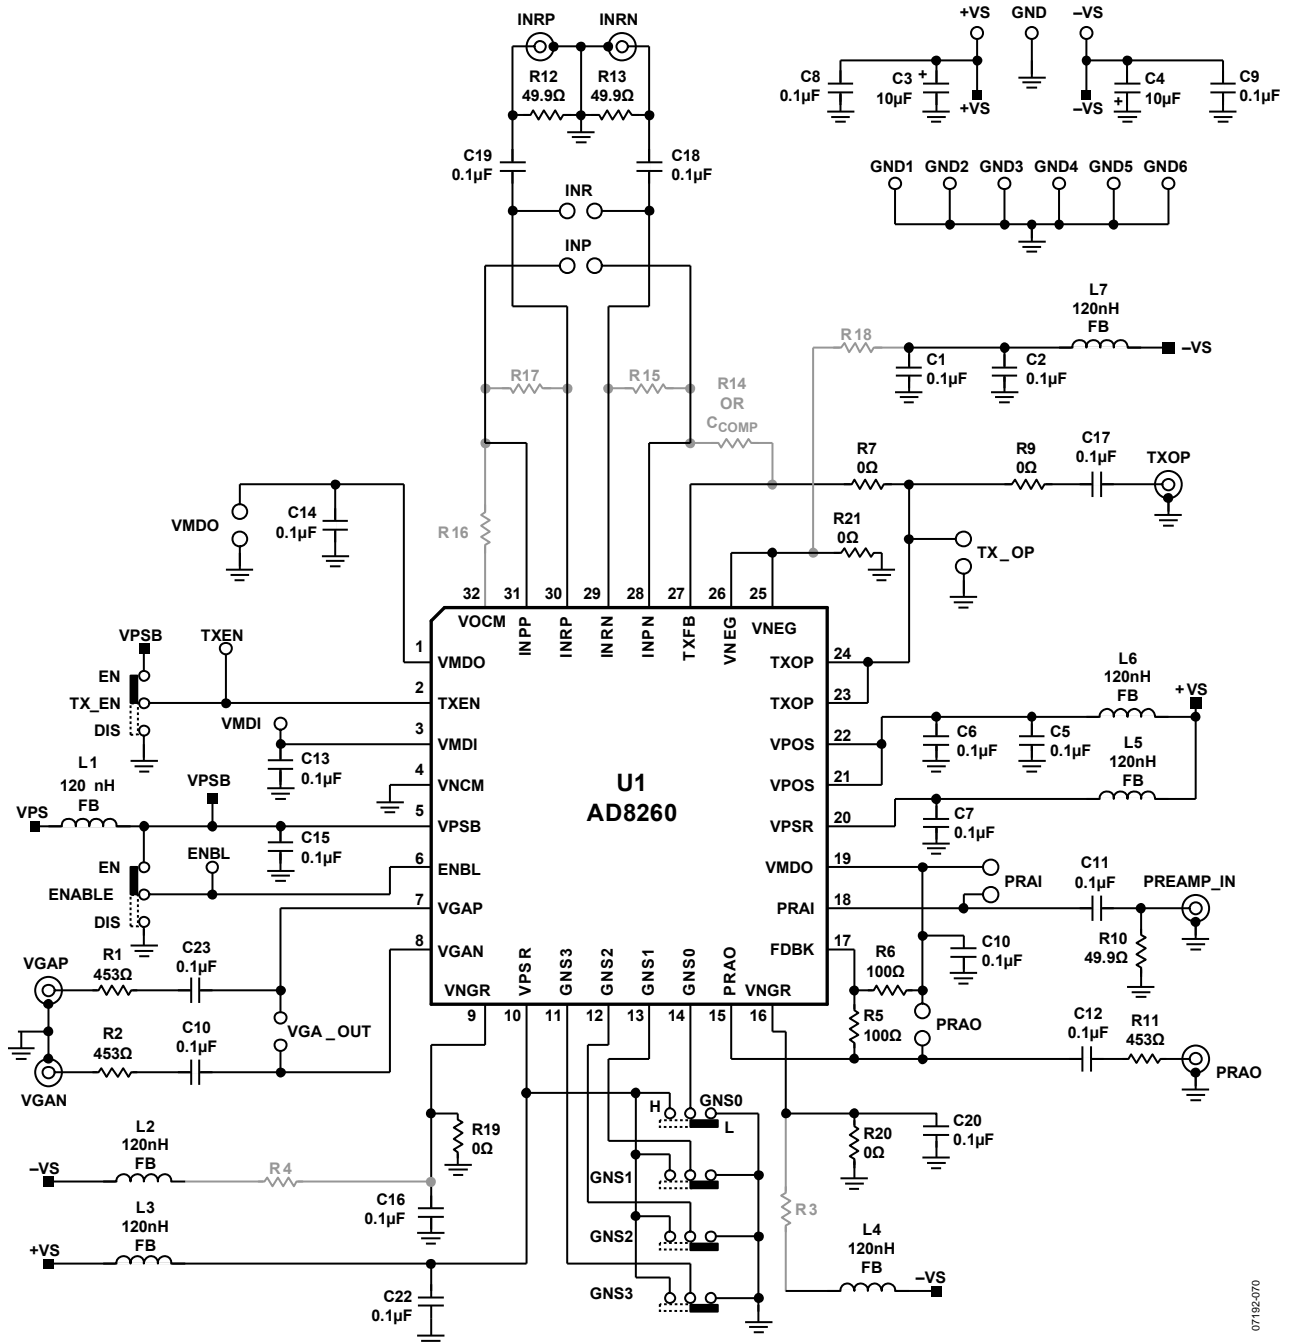 INRP INRN
R12
49.9Ω
R13
49.9Ω
C19
0.1µF
C18
0.1µF
INR
INP
+VS GND –VS
C8
0.1µF
C3
10µF
+
+VS
–VS
C4
10µF
+
C9
0.1µF
GND1 GND2 GND3 GND4 GND5 GND6
L7
120nH
FB
–VS
R18
C1
0.1µF
C2
0.1µF
R17
R15
R14
OR
CCOMP
R16
R7
0Ω
R9
0Ω
C17
0.1µF
TXOP
R21
0Ω
TX_OP
VMDO
C14
0.1µF
32 31 30 29 28 27 26 25
VOCM INPP INRP INRN INPN TXFB VNEG VNEG
VPSB
TXEN
EN
TX_EN
DIS
VMDI
C13
0.1µF
L1
120 nH
FB
VPS
VPSB
C15
0.1µF
ENBL
EN
ENABLE
DIS
1 VMDO
2 TXEN
3 VMDI
4 VNCM
5 VPSB
6 ENBL
7 VGAP
8 VGAN
U1
AD8260
TXOP 24
TXOP 23
VPOS 22
VPOS 21
VPSR 20
VMDO 19
PRAI 18
FDBK 17
L6
120nH
FB
+VS
C6
0.1µF
C5
0.1µF
L5
120nH
FB
C7
0.1µF
PRAI
C11
0.1µF
PREAMP_IN
R10
49.9Ω
C10
0.1µF
R6
100Ω
R5
100Ω
PRAO
C12
0.1µF
R11
453Ω
PRAO
VGAP
R1
453Ω
C23
0.1µF
VGA_OUT
R2
453Ω
C10
0.1µF
VGAN
VNGR VPSR GNS3 GNS2 GNS1 GNS0 PRAO VNGR
9 10 11 12 13 14 15 16
H GNS0
L
GNS1
GNS2
GNS3
R19
0Ω
L2
120nH
FB
–VS
R4
C16
0.1µF
L3
120nH
FB
+VS
C22
0.1µF
R20
0Ω
C20
0.1µF
R3
L4
120nH
FB
–VS
07192-070